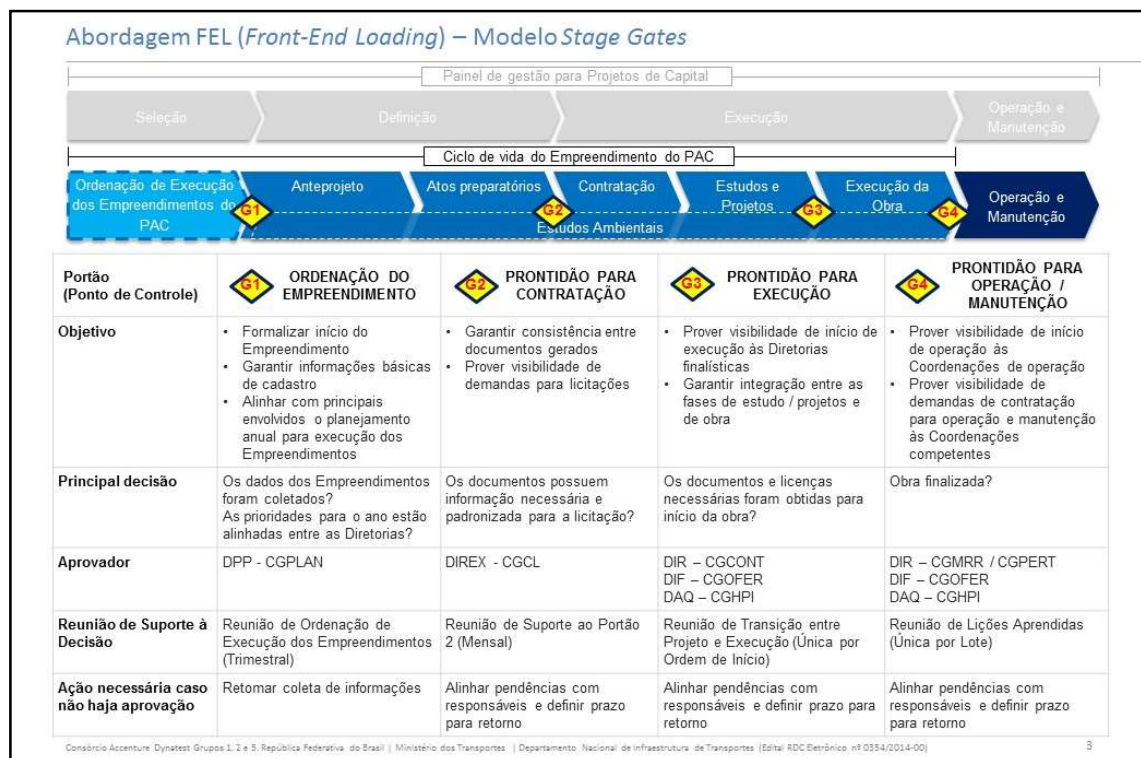 Abordagem FEL (Front-End Loading) – Modelo Stage Gates
Painel de gestão para Projetos de Capital
Seleção
Definição
Execução
Operação e
Manutenção
Ciclo de vida do Empreendimento do PAC
Ordenação de Execução
dos Empreendimentos do
PAC
G1
Anteprojeto
Atos preparatórios
G2
Contratação
Estudos e
Projetos
G3
Execução da
Obra
G4
Operação e
Manutenção
Estudos Ambientais
Portão
(Ponto de Controle)
G1
ORDENAÇÃO DO
EMPREENDIMENTO
G2
PRONTIDÃO PARA
CONTRATAÇÃO
G3
PRONTIDÃO PARA
EXECUÇÃO
G4
PRONTIDÃO PARA
OPERAÇÃO /
MANUTENÇÃO
Objetivo
• Formalizar início do
Empreendimento
• Garantir informações básicas
de cadastro
• Alinhar com principais
envolvidos o planejamento
anual para execução dos
Empreendimentos
• Garantir consistência entre
documentos gerados
• Prover visibilidade de
demandas para licitações
• Prover visibilidade de início de
execução às Diretorias
finalísticas
• Garantir integração entre as
fases de estudo / projetos e
de obra
• Prover visibilidade de início
de operação às
Coordenações de operação
• Prover visibilidade de
demandas de contratação
para operação e manutenção
às Coordenações
competentes
Principal decisão
Os dados dos Empreendimentos
foram coletados?
As prioridades para o ano estão
alinhadas entre as Diretorias?
Os documentos possuem
informação necessária e
padronizada para a licitação?
Os documentos e licenças
necessárias foram obtidas para
início da obra?
Obra finalizada?
Aprovador
DPP - CGPLAN
DIREX - CGCL
DIR – CGCONT
DIF – CGOFER
DAQ – CGHPI
DIR – CGMRR / CGPERT
DIF – CGOFER
DAQ – CGHPI
Reunião de Suporte à
Decisão
Reunião de Ordenação de
Execução dos Empreendimentos
(Trimestral)
Reunião de Suporte ao Portão
2 (Mensal)
Reunião de Transição entre
Projeto e Execução (Única por
Ordem de Início)
Reunião de Lições Aprendidas
(Única por Lote)
Ação necessária caso
não haja aprovação
Retomar coleta de informações
Alinhar pendências com
responsáveis e definir prazo
para retorno
Alinhar pendências com
responsáveis e definir prazo para
retorno
Alinhar pendências com
responsáveis e definir prazo
para retorno
Consórcio Accenture Dynatest Grupos 1, 2 e 5. República Federativa do Brasil | Ministério dos Transportes | Departamento Nacional de Infraestrutura de Transportes (Edital RDC Eletrônico nº 0354/2014-00)
3